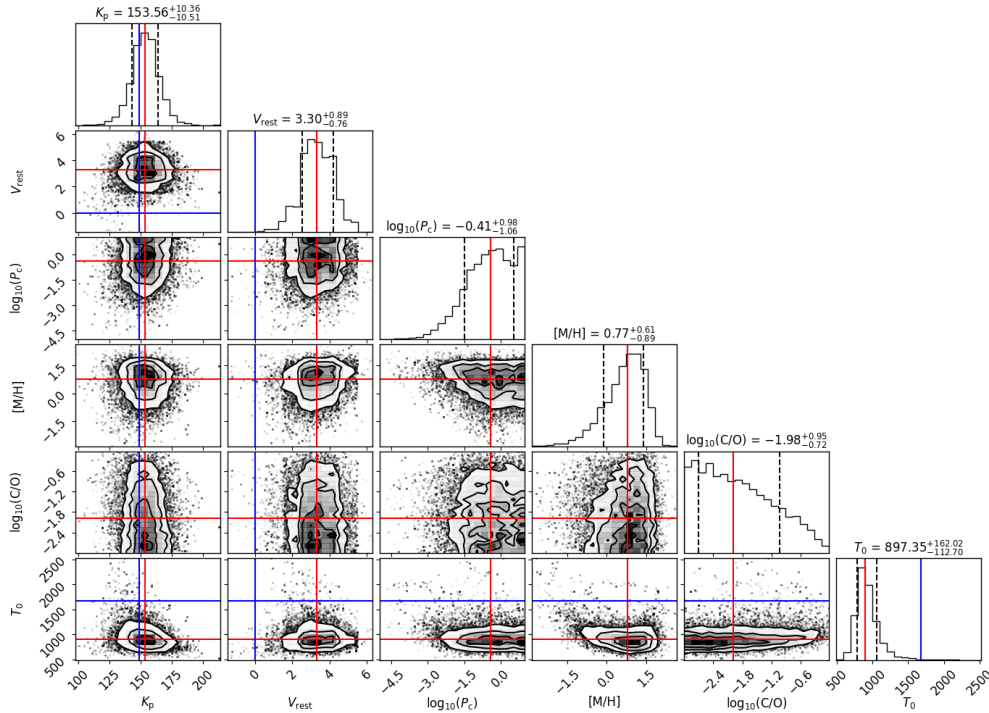 K_p = 153.56^{+10.36}_{-10.51}
6
4
2
0
V_rest
V_rest = 3.30^{+0.89}_{-0.76}
0.0
−1.5
−3.0
−4.5
log₁₀(P_c)
log₁₀(P_c) = −0.41^{+0.98}_{-1.06}
1.5
0.0
−1.5
[M/H]
[M/H] = 0.77^{+0.61}_{-0.89}
−0.6
−1.2
−1.8
−2.4
log₁₀(C/O)
log₁₀(C/O) = −1.98^{+0.95}_{-0.72}
2500
2000
1500
1000
500
T_0
T_0 = 897.35^{+162.02}_{-112.70}
100 125 150 175 200
K_p
0 2 4 6
V_rest
−4.5 −3.0 −1.5 0.0
log₁₀(P_c)
−1.5 0.0 1.5
[M/H]
−2.4 −1.8 −1.2 −0.6
log₁₀(C/O)
500 1000 1500 2000 2500
T_0